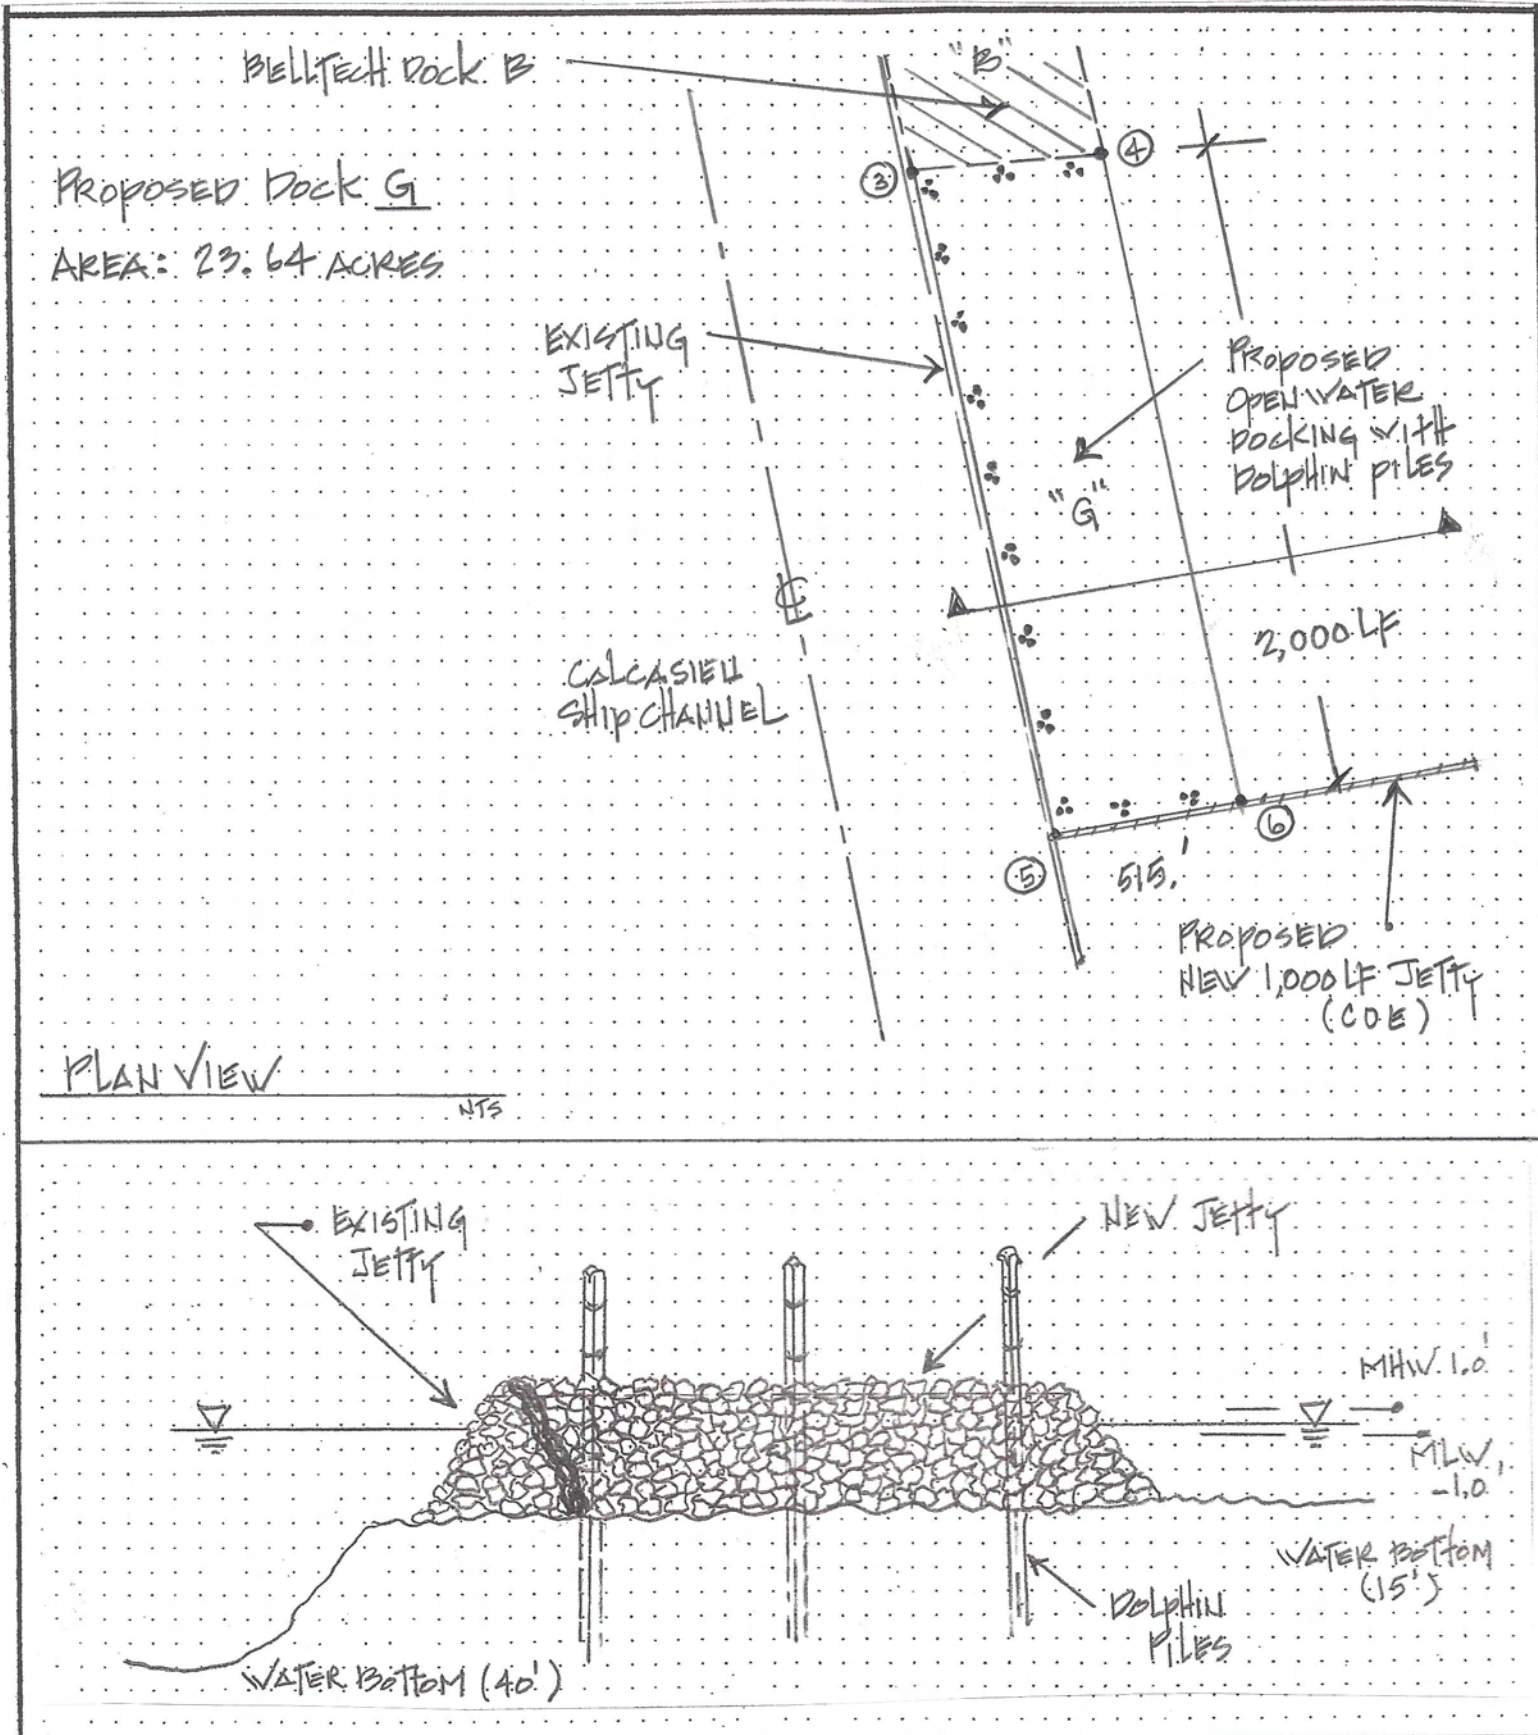 BELLTECH DOCK B
"B"
PROPOSED DOCK G
AREA: 23.64 ACRES
3
4
EXISTING
JETTY
PROPOSED
OPEN WATER
DOCKING WITH
DOLPHIN PILES
"G"
℄
2,000 LF
CALCASIEU
SHIP CHANNEL
6
5
515.'
PROPOSED
NEW 1,000 LF JETTY
(COE)
PLAN VIEW
NTS
EXISTING
JETTY
NEW JETTY
MHW 1.0'
MLW
-1.0'
WATER BOTTOM
(15')
DOLPHIN
PILES
WATER BOTTOM (40')